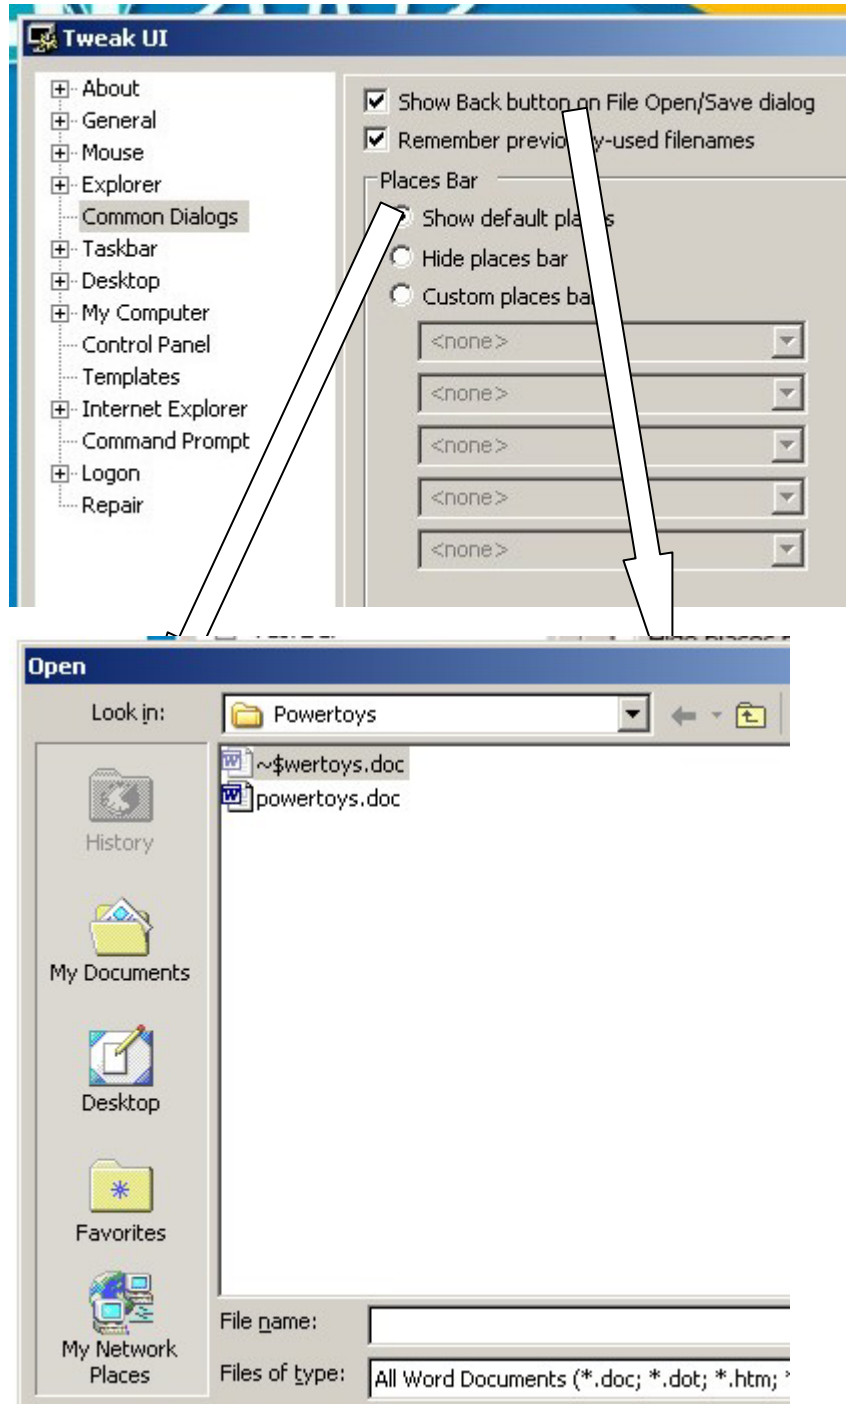 Tweak UI
About
General
Mouse
Explorer
Common Dialogs
Taskbar
Desktop
My Computer
Control Panel
Templates
Internet Explorer
Command Prompt
Logon
Repair
Show Back button on File Open/Save dialog
Remember previously-used filenames
Places Bar
Show default places
Hide places bar
Custom places bar
<none>
<none>
<none>
<none>
<none>
Open
Look in:
Powertoys
~$wertoys.doc
powertoys.doc
History
My Documents
Desktop
Favorites
My Network
Places
File name:
Files of type:
All Word Documents (*.doc; *.dot; *.htm;